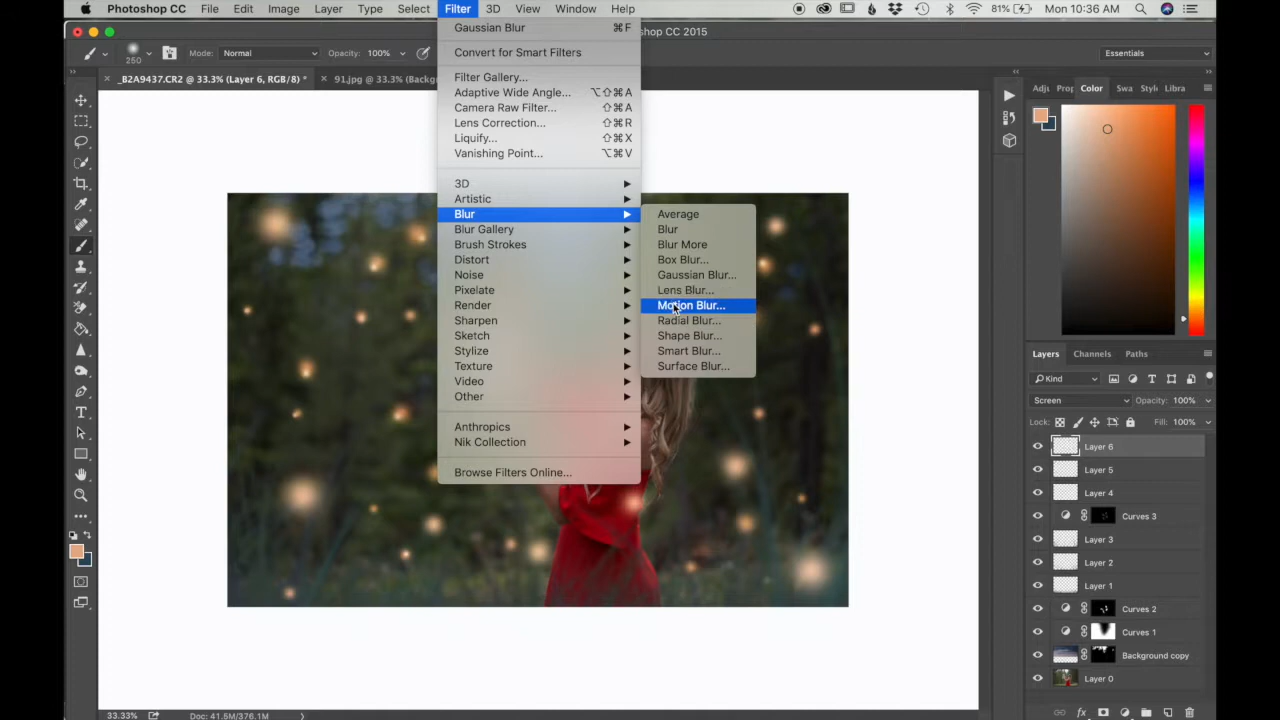 Photoshop CC File Edit Image Layer Type Select Filter 3D View Window Help 81% Mon 10:36 AM
shop CC 2015
250 Mode: Normal Opacity: 100% Essentials
× _B2A9437.CR2 @ 33.3% (Layer 6, RGB/8) * × 91.jpg @ 33.3% (Backg
Gaussian Blur ⌘F
Convert for Smart Filters
Filter Gallery...
Adaptive Wide Angle... ⌥⇧⌘A
Camera Raw Filter... ⇧⌘A
Lens Correction... ⇧⌘R
Liquify... ⇧⌘X
Vanishing Point... ⌥⌘V
3D
Artistic
Blur
Blur Gallery
Brush Strokes
Distort
Noise
Pixelate
Render
Sharpen
Sketch
Stylize
Texture
Video
Other
Anthropics
Nik Collection
Browse Filters Online...
Average
Blur
Blur More
Box Blur...
Gaussian Blur...
Lens Blur...
Motion Blur...
Radial Blur...
Shape Blur...
Smart Blur...
Surface Blur...
Adju Prop Color Swa Style Libra
Layers Channels Paths
Kind
Screen Opacity: 100%
Lock: Fill: 100%
Layer 6
Layer 5
Layer 4
Curves 3
Layer 3
Layer 2
Layer 1
Curves 2
Curves 1
Background copy
Layer 0
fx
33.33% Doc: 41.5M/376.1M